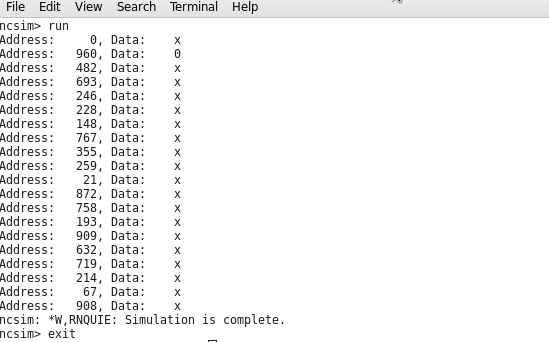 File Edit View Search Terminal Help
ncsim> run
Address:     0, Data:    x
Address:   960, Data:    0
Address:   482, Data:    x
Address:   693, Data:    x
Address:   246, Data:    x
Address:   228, Data:    x
Address:   148, Data:    x
Address:   767, Data:    x
Address:   355, Data:    x
Address:   259, Data:    x
Address:    21, Data:    x
Address:   872, Data:    x
Address:   758, Data:    x
Address:   193, Data:    x
Address:   909, Data:    x
Address:   632, Data:    x
Address:   719, Data:    x
Address:   214, Data:    x
Address:    67, Data:    x
Address:   908, Data:    x
ncsim: *W,RNQUIE: Simulation is complete.
ncsim> exit